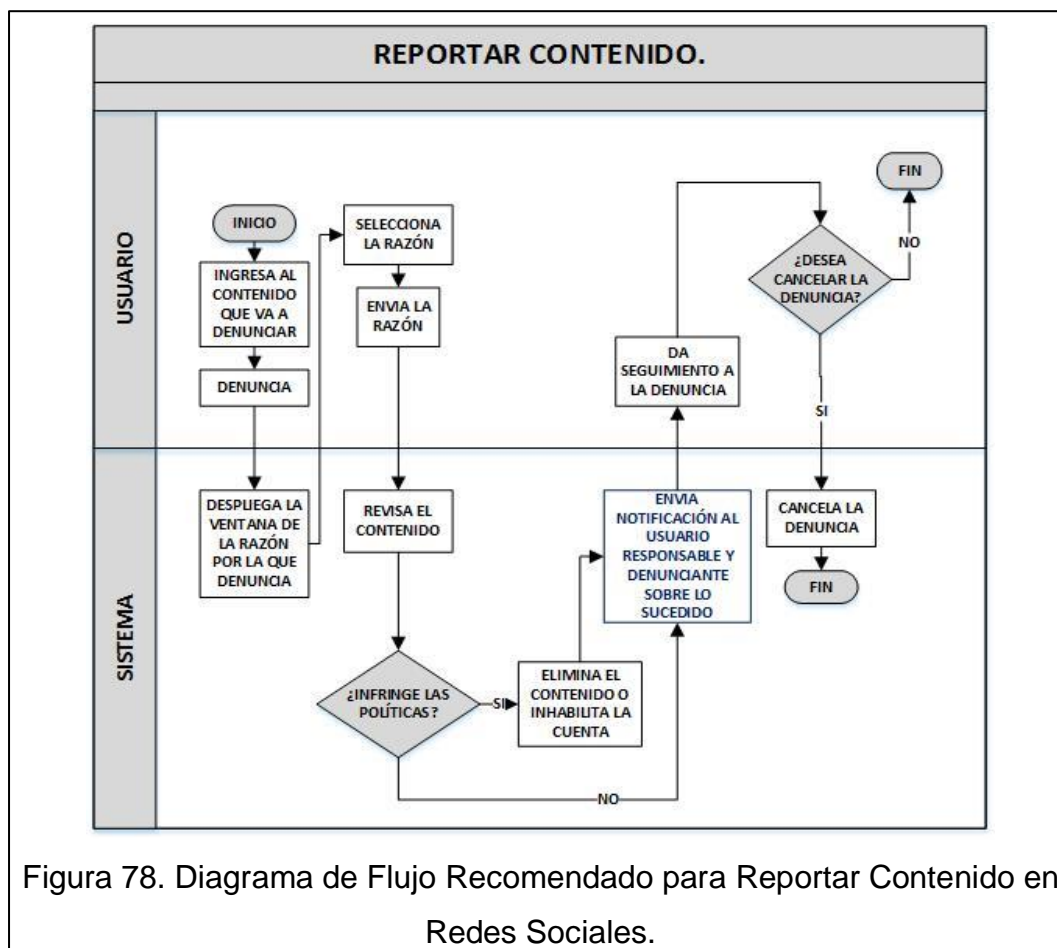 REPORTAR CONTENIDO.
USUARIO
INICIO
INGRESA AL
CONTENIDO
QUE VA A
DENUNCIAR
DENUNCIA
SELECCIONA
LA RAZÓN
ENVIA LA
RAZÓN
DA
SEGUIMIENTO A
LA DENUNCIA
¿DESEA
CANCELAR LA
DENUNCIA?
NO
FIN
SI
SISTEMA
DESPLIEGA LA
VENTANA DE
LA RAZÓN
POR LA QUE
DENUNCIA
REVISA EL
CONTENIDO
¿INFRINGE LAS
POLÍTICAS?
SI
ELIMINA EL
CONTENIDO O
INHABILITA LA
CUENTA
NO
ENVIA
NOTIFICACIÓN AL
USUARIO
RESPONSABLE Y
DENUNCIANTE
SOBRE LO
SUCEDIDO
CANCELA LA
DENUNCIA
FIN
Figura 78. Diagrama de Flujo Recomendado para Reportar Contenido en
Redes Sociales.